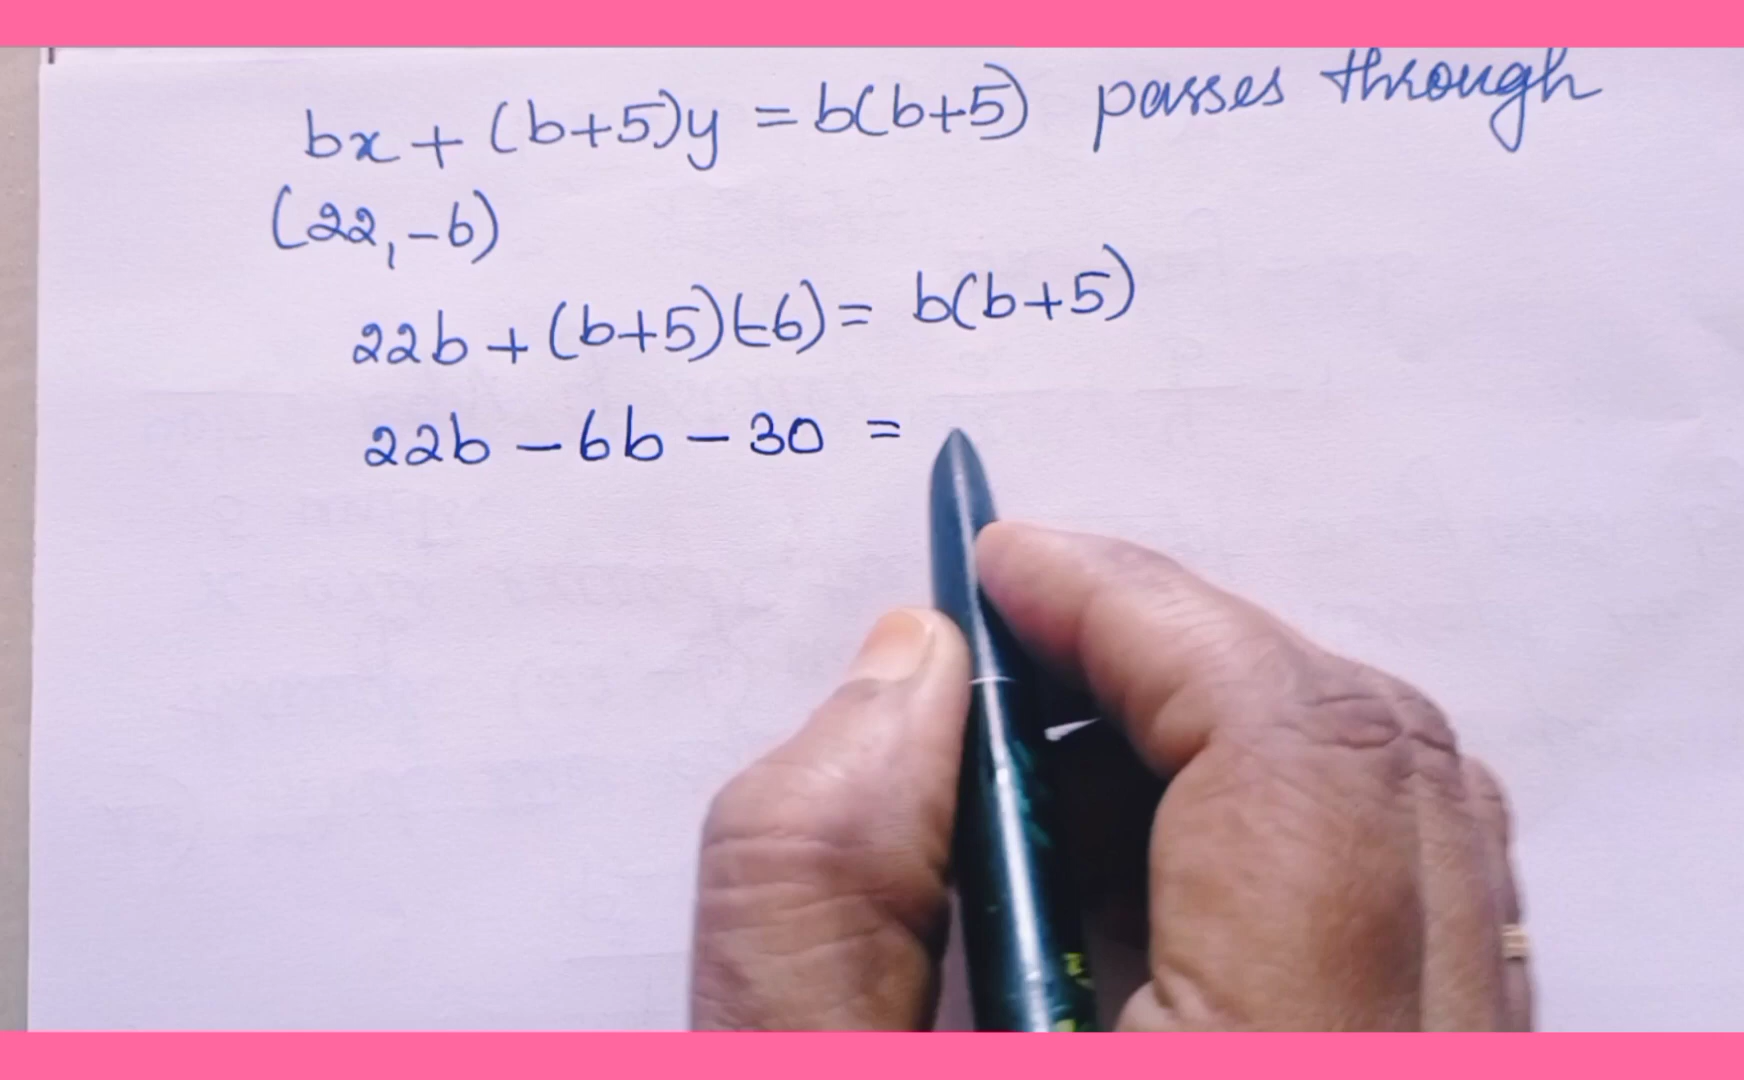 bx + (b+5)y = b(b+5) passes through
(22, -6)
22b + (b+5)(-6) = b(b+5)
22b - 6b - 30 =